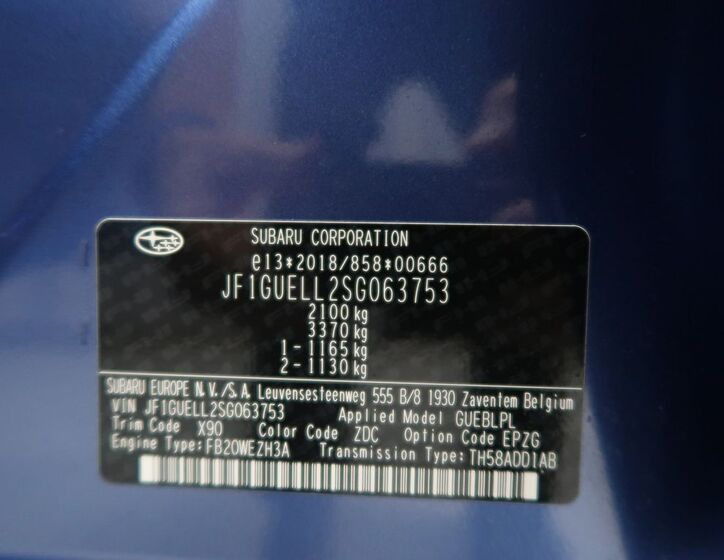 SUBARU CORPORATION
e13*2018/858*00666
JF1GUELL2SG063753
2100 kg
3370 kg
1 - 1165 kg
2 - 1130 kg
SUBARU EUROPE N.V./S.A. Leuvensesteenweg 555 B/8 1930 Zaventem Belgium
VIN JF1GUELL2SG063753 Applied Model GUEBLPL
Trim Code X90 Color Code ZDC Option Code EPZG
Engine Type:FB20WEZH3A Transmission Type:TH58ADD1AB